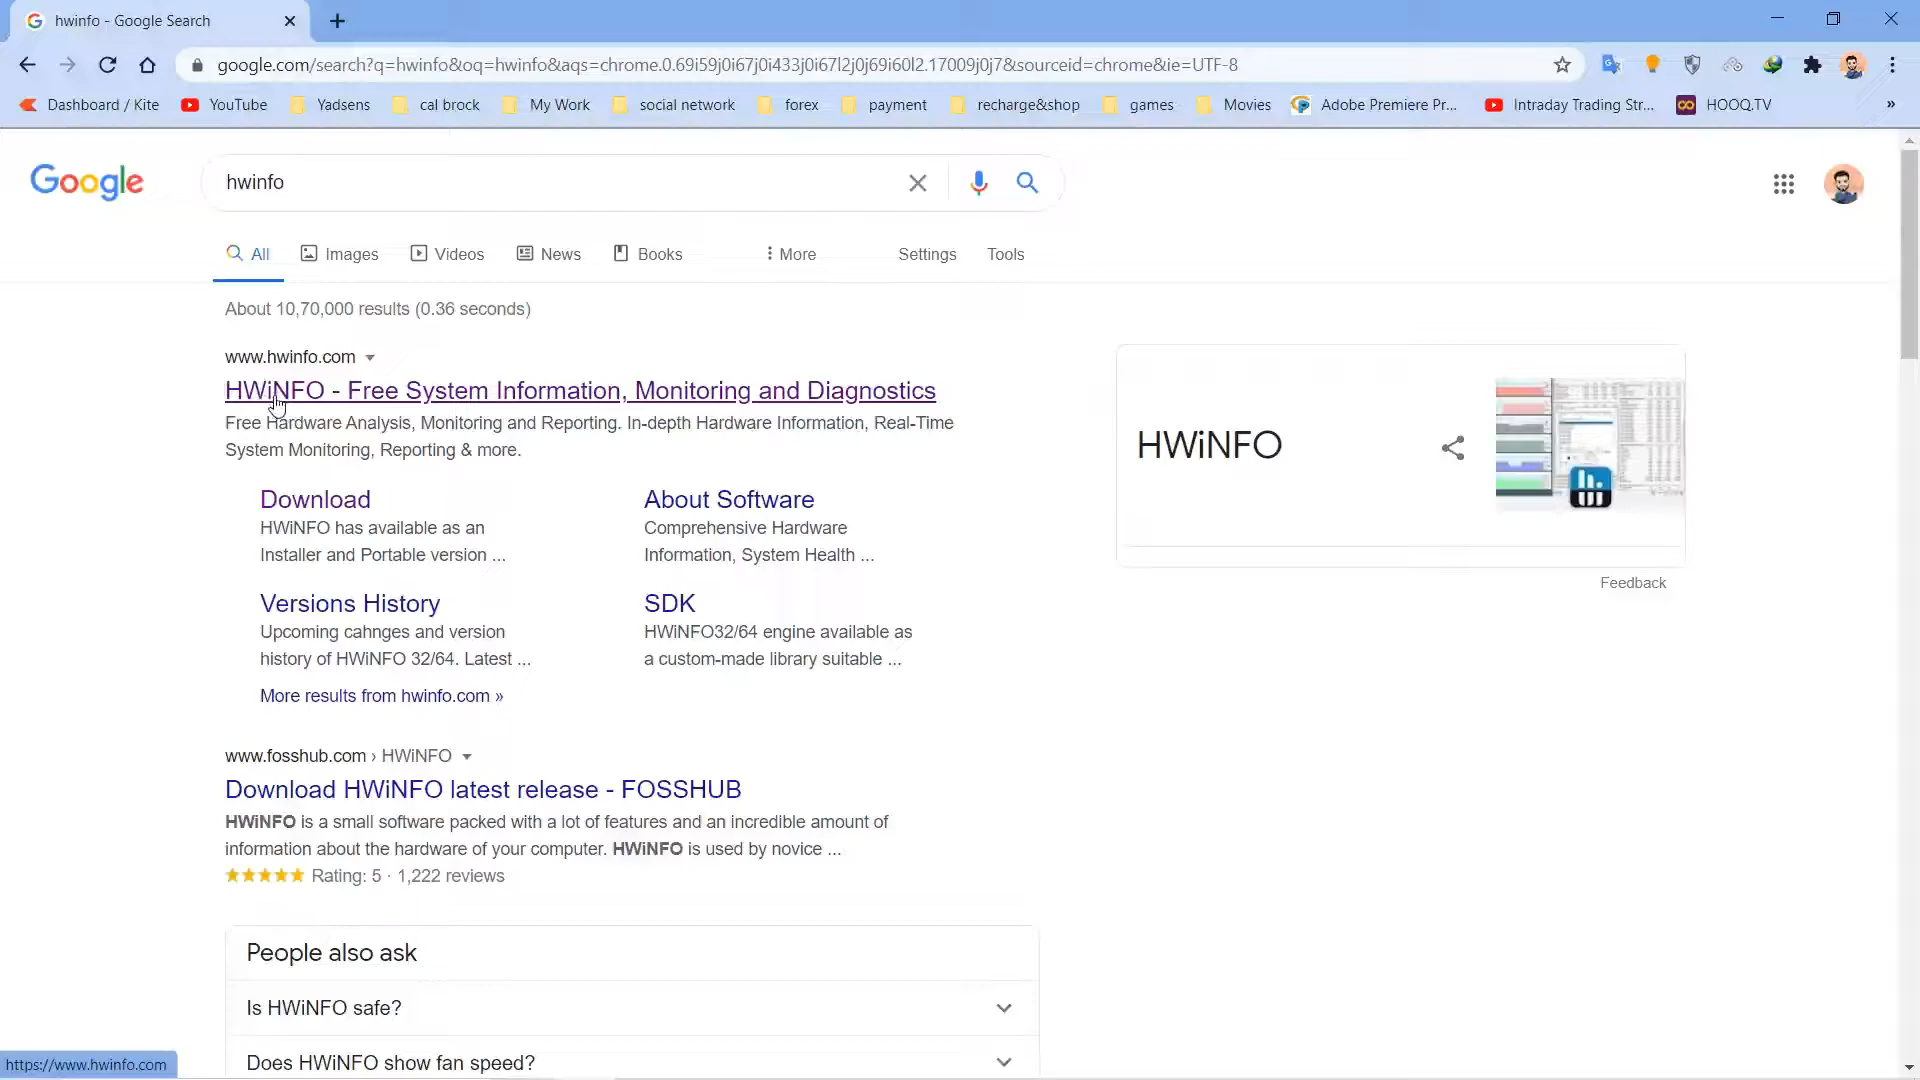 hwinfo - Google Search
google.com/search?q=hwinfo&oq=hwinfo&aqs=chrome.0.69i59j0i67j0i433j0i67l2j0j69i60l2.17009j0j7&sourceid=chrome&ie=UTF-8
Dashboard / Kite YouTube Yadsens cal brock My Work social network forex payment recharge&shop games Movies Adobe Premiere Pr... Intraday Trading Str... HOOQ.TV »
Google hwinfo
All Images Videos News Books More Settings Tools
About 10,70,000 results (0.36 seconds)
www.hwinfo.com
HWiNFO - Free System Information, Monitoring and Diagnostics
Free Hardware Analysis, Monitoring and Reporting. In-depth Hardware Information, Real-Time
System Monitoring, Reporting & more.
Download
HWiNFO has available as an
Installer and Portable version ...
About Software
Comprehensive Hardware
Information, System Health ...
Versions History
Upcoming cahnges and version
history of HWiNFO 32/64. Latest ...
SDK
HWiNFO32/64 engine available as
a custom-made library suitable ...
More results from hwinfo.com »
www.fosshub.com › HWiNFO
Download HWiNFO latest release - FOSSHUB
HWiNFO is a small software packed with a lot of features and an incredible amount of
information about the hardware of your computer. HWiNFO is used by novice ...
Rating: 5 · 1,222 reviews
People also ask
Is HWiNFO safe?
Does HWiNFO show fan speed?
HWiNFO
Feedback
https://www.hwinfo.com